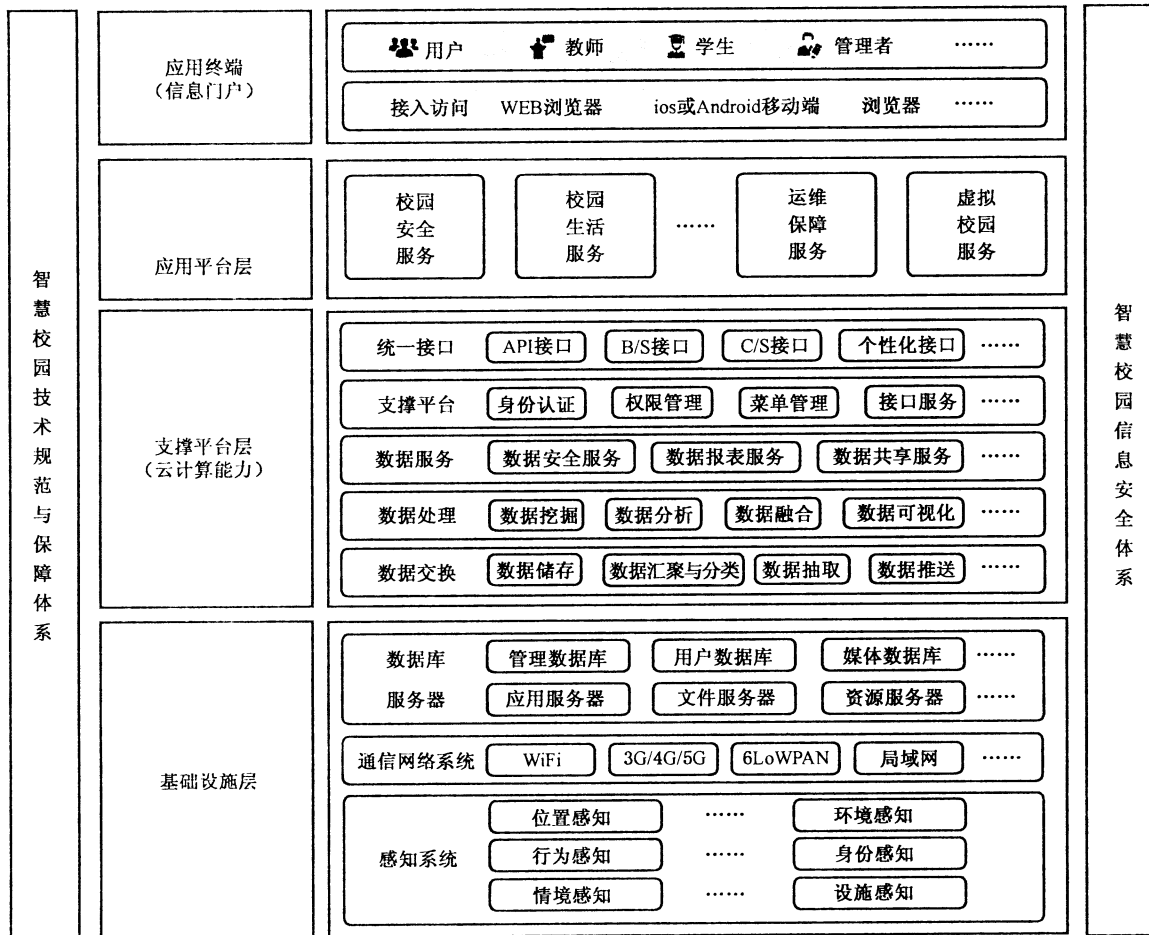 智慧校园技术规范与保障体系
应用终端
（信息门户）
用户 教师 学生 管理者 ……
接入访问 WEB浏览器 ios或Android移动端 浏览器 ……
应用平台层
校园
安全
服务
校园
生活
服务
……
运维
保障
服务
虚拟
校园
服务
支撑平台层
（云计算能力）
统一接口 API接口 B/S接口 C/S接口 个性化接口 ……
支撑平台 身份认证 权限管理 菜单管理 接口服务 ……
数据服务 数据安全服务 数据报表服务 数据共享服务 ……
数据处理 数据挖掘 数据分析 数据融合 数据可视化 ……
数据交换 数据储存 数据汇聚与分类 数据抽取 数据推送 ……
基础设施层
数据库 管理数据库 用户数据库 媒体数据库 ……
服务器 应用服务器 文件服务器 资源服务器 ……
通信网络系统 WiFi 3G/4G/5G 6LoWPAN 局域网 ……
感知系统
位置感知 …… 环境感知
行为感知 …… 身份感知
情境感知 …… 设施感知
智慧校园信息安全体系